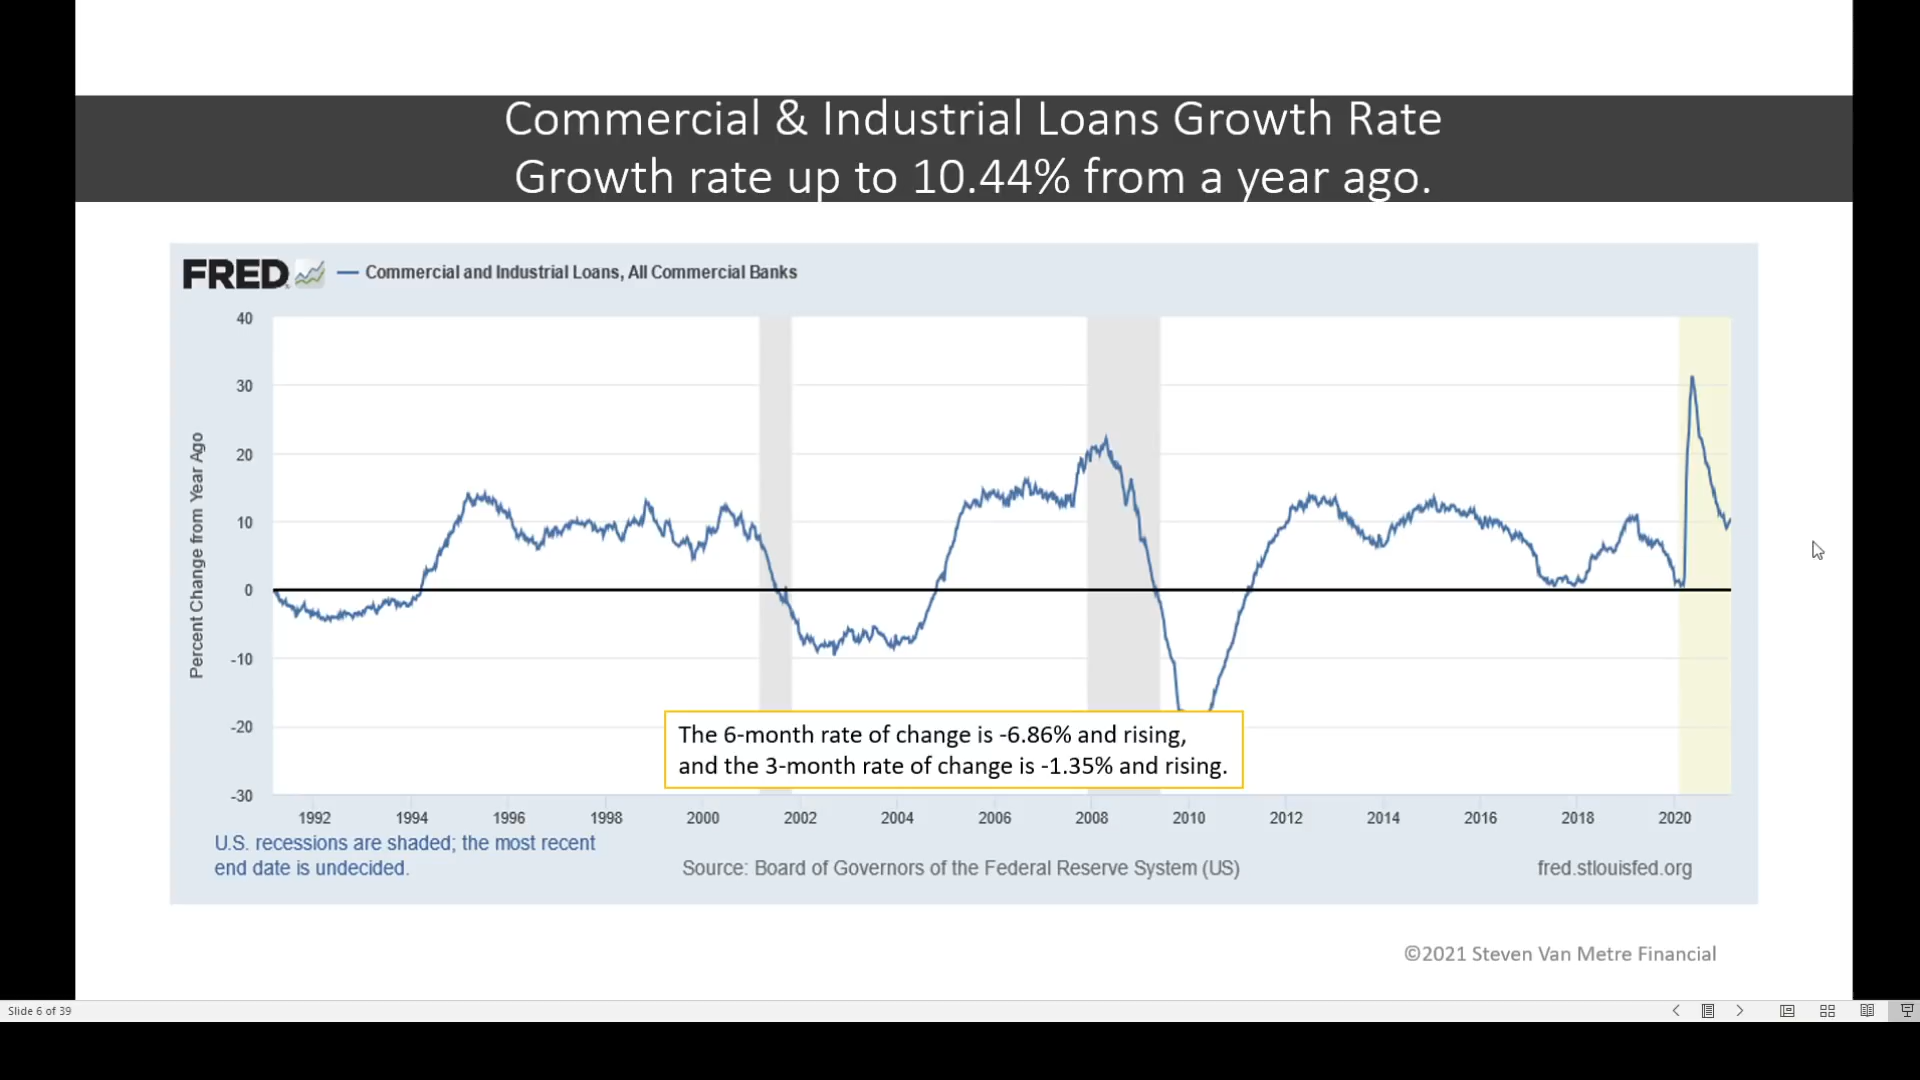 Commercial & Industrial Loans Growth Rate
Growth rate up to 10.44% from a year ago.
FRED
Commercial and Industrial Loans, All Commercial Banks
Percent Change from Year Ago
40
30
20
10
0
-10
-20
-30
The 6-month rate of change is -6.86% and rising,
and the 3-month rate of change is -1.35% and rising.
1992 1994 1996 1998 2000 2002 2004 2006 2008 2010 2012 2014 2016 2018 2020
U.S. recessions are shaded; the most recent
end date is undecided.
Source: Board of Governors of the Federal Reserve System (US)
fred.stlouisfed.org
©2021 Steven Van Metre Financial
Slide 6 of 39